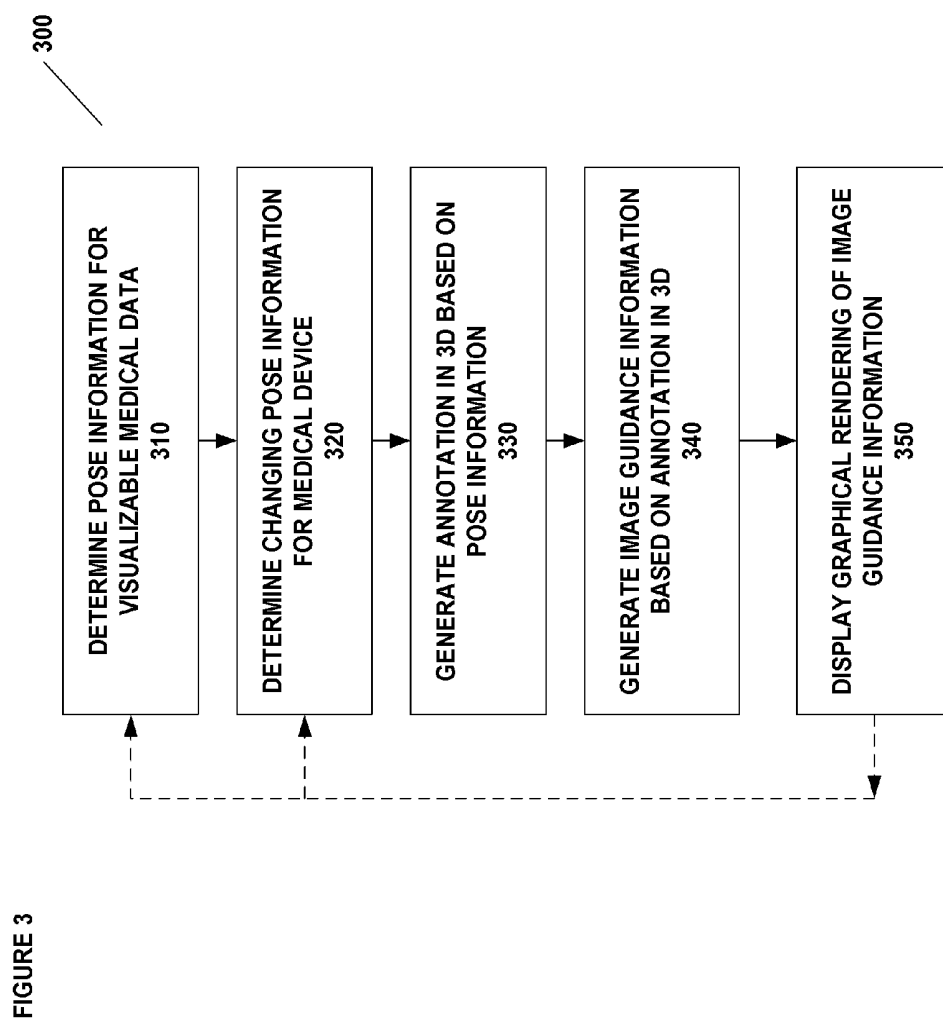 FIGURE 3
300
DETERMINE POSE INFORMATION FOR
VISUALIZABLE MEDICAL DATA
310
DETERMINE CHANGING POSE INFORMATION
FOR MEDICAL DEVICE
320
GENERATE ANNOTATION IN 3D BASED ON
POSE INFORMATION
330
GENERATE IMAGE GUIDANCE INFORMATION
BASED ON ANNOTATION IN 3D
340
DISPLAY GRAPHICAL RENDERING OF IMAGE
GUIDANCE INFORMATION
350